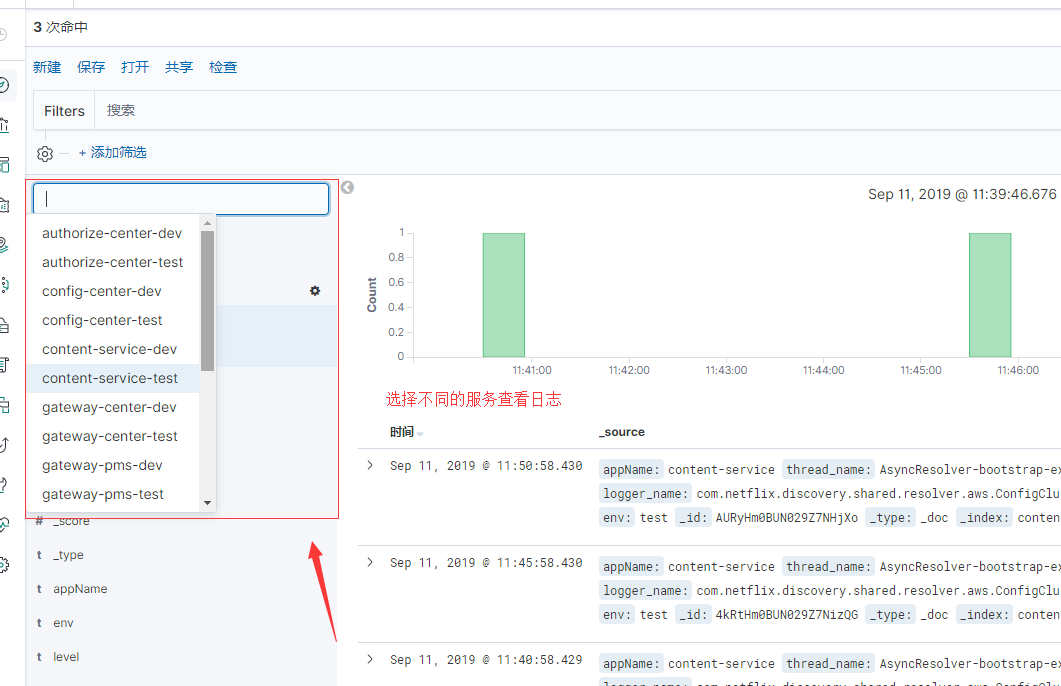 3 次命中
新建 保存 打开 共享 检查
Filters 搜索
+ 添加筛选
Sep 11, 2019 @ 11:39:46.676
authorize-center-dev
authorize-center-test
config-center-dev
config-center-test
content-service-dev
content-service-test
gateway-center-dev
gateway-center-test
gateway-pms-dev
gateway-pms-test
# _score
t _type
t appName
t env
t level
Count
1
0.8
0.6
0.4
0.2
0
11:41:00 11:42:00 11:43:00 11:44:00 11:45:00 11:46:00
选择不同的服务查看日志
时间 _source
Sep 11, 2019 @ 11:50:58.430 appName: content-service thread_name: AsyncResolver-bootstrap-ex
logger_name: com.netflix.discovery.shared.resolver.aws.ConfigClu
env: test _id: AURyHm0BUN029Z7NHjXo _type: _doc _index: conten
Sep 11, 2019 @ 11:45:58.430 appName: content-service thread_name: AsyncResolver-bootstrap-ex
logger_name: com.netflix.discovery.shared.resolver.aws.ConfigClu
env: test _id: 4kRtHm0BUN029Z7NizQG _type: _doc _index: conten
Sep 11, 2019 @ 11:40:58.429 appName: content-service thread_name: AsyncResolver-bootstrap-ex
logger_name: com.netflix.discovery.shared.resolver.aws.ConfigClu